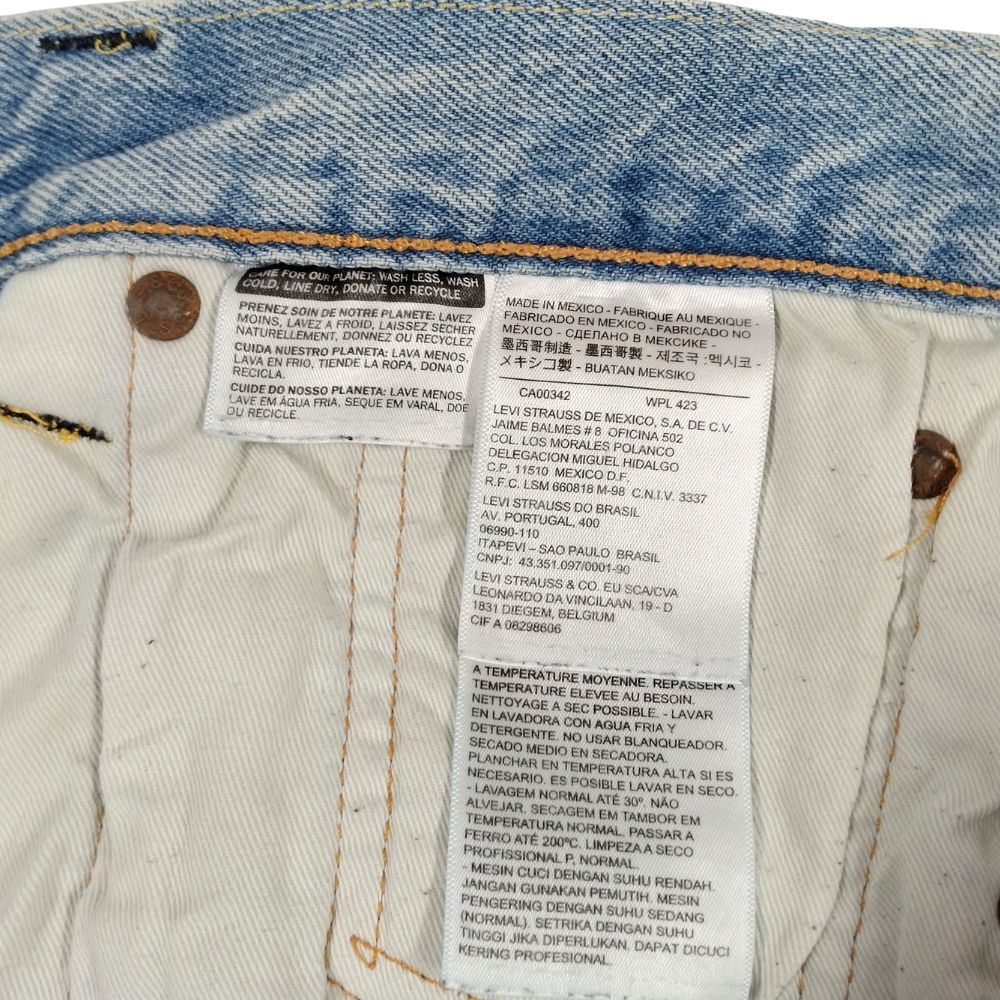 CARE FOR OUR PLANET: WASH LESS, WASH
COLD, LINE DRY, DONATE OR RECYCLE
PRENEZ SOIN DE NOTRE PLANETE: LAVEZ
MOINS, LAVEZ A FROID, LAISSEZ SECHER
NATURELLEMENT, DONNEZ OU RECYCLEZ
CUIDA NUESTRO PLANETA: LAVA MENOS,
LAVA EN FRIO, TIENDE LA ROPA, DONA O
RECICLA.
CUIDE DO NOSSO PLANETA: LAVE MENOS,
LAVE EM ÁGUA FRIA, SEQUE EM VARAL, DOE
OU RECICLE.
MADE IN MEXICO - FABRIQUE AU MEXIQUE -
FABRICADO EN MEXICO - FABRICADO NO
MÉXICO - СДЕЛАНО В МЕКСИКЕ -
墨西哥制造 - 墨西哥製 - 제조국 :멕시코 -
メキシコ製 - BUATAN MEKSIKO
CA00342 WPL 423
LEVI STRAUSS DE MEXICO, S.A. DE C.V.
JAIME BALMES # 8 OFICINA 502
COL. LOS MORALES POLANCO
DELEGACION MIGUEL HIDALGO
C.P. 11510 MEXICO D.F.
R.F.C. LSM 660818 M-98 C.N.I.V. 3337
LEVI STRAUSS DO BRASIL
AV. PORTUGAL, 400
06990-110
ITAPEVI – SAO PAULO BRASIL
CNPJ: 43.351.097/0001-90
LEVI STRAUSS & CO. EU SCA/CVA
LEONARDO DA VINCILAAN, 19 - D
1831 DIEGEM, BELGIUM
CIF A 08298606
A TEMPERATURE MOYENNE. REPASSER A
TEMPERATURE ELEVEE AU BESOIN.
NETTOYAGE A SEC POSSIBLE. - LAVAR
EN LAVADORA CON AGUA FRIA Y
DETERGENTE. NO USAR BLANQUEADOR.
SECADO MEDIO EN SECADORA.
PLANCHAR EN TEMPERATURA ALTA SI ES
NECESARIO. ES POSIBLE LAVAR EN SECO.
- LAVAGEM NORMAL ATÉ 30º. NÃO
ALVEJAR. SECAGEM EM TAMBOR EM
TEMPERATURA NORMAL. PASSAR A
FERRO ATÉ 200ºC. LIMPEZA A SECO
PROFISSIONAL P, NORMAL.
- MESIN CUCI DENGAN SUHU RENDAH.
JANGAN GUNAKAN PEMUTIH. MESIN
PENGERING DENGAN SUHU SEDANG
(NORMAL). SETRIKA DENGAN SUHU
TINGGI JIKA DIPERLUKAN. DAPAT DICUCI
KERING PROFESIONAL.